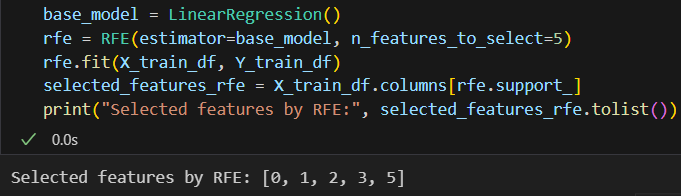 base_model = LinearRegression()
rfe = RFE(estimator=base_model, n_features_to_select=5)
rfe.fit(X_train_df, Y_train_df)
selected_features_rfe = X_train_df.columns[rfe.support_]
print("Selected features by RFE:", selected_features_rfe.tolist())
0.0s
Selected features by RFE: [0, 1, 2, 3, 5]